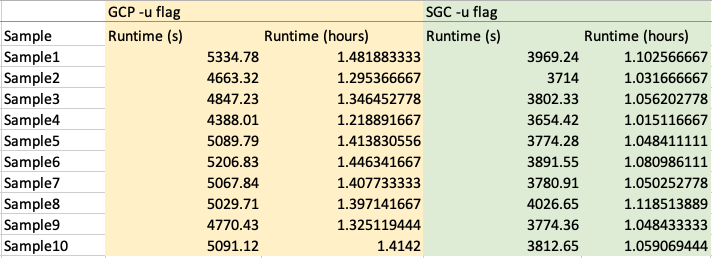 GCP -u flag SGC -u flag
Sample Runtime (s) Runtime (hours) Runtime (s) Runtime (hours)
Sample1 5334.78 1.481883333 3969.24 1.102566667
Sample2 4663.32 1.295366667 3714 1.031666667
Sample3 4847.23 1.346452778 3802.33 1.056202778
Sample4 4388.01 1.218891667 3654.42 1.015116667
Sample5 5089.79 1.413830556 3774.28 1.048411111
Sample6 5206.83 1.446341667 3891.55 1.080986111
Sample7 5067.84 1.407733333 3780.91 1.050252778
Sample8 5029.71 1.397141667 4026.65 1.118513889
Sample9 4770.43 1.325119444 3774.36 1.048433333
Sample10 5091.12 1.4142 3812.65 1.059069444